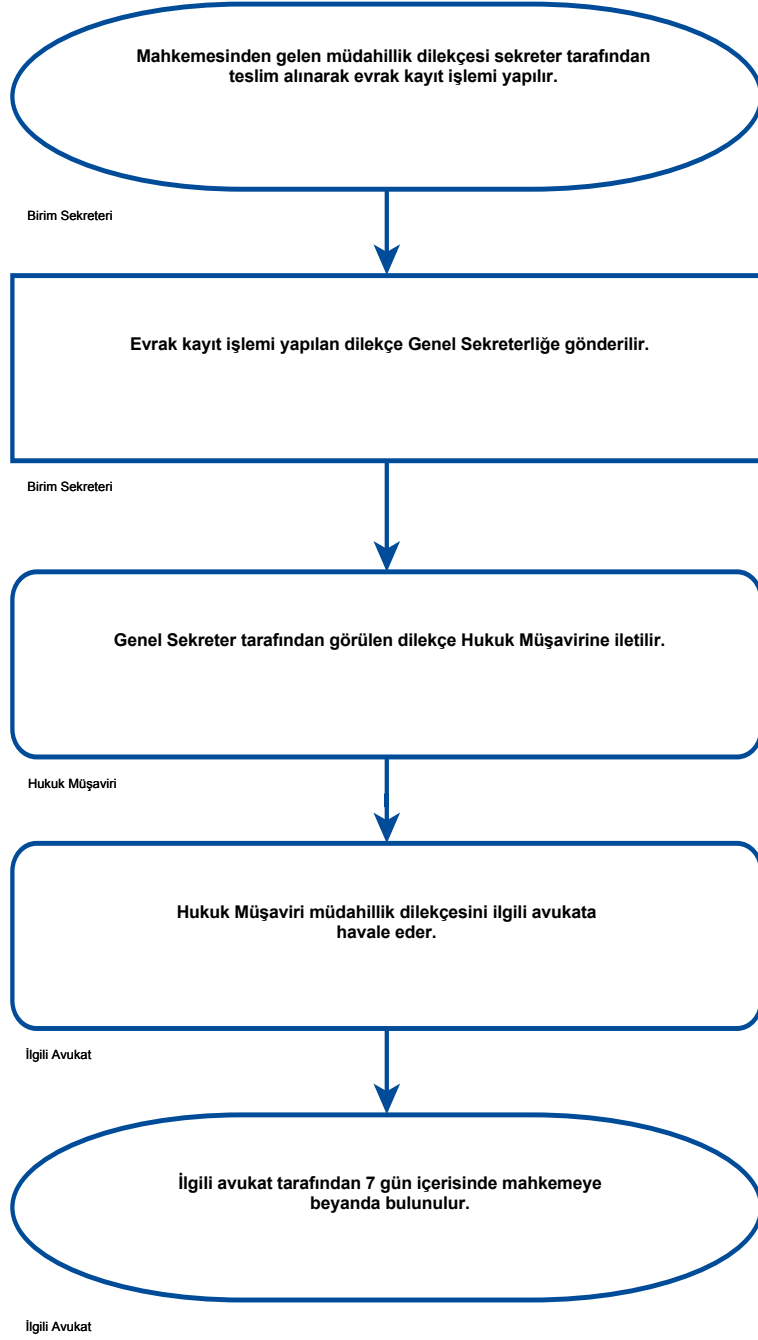 Mahkemesinden gelen müdahillik dilekçesi sekreter tarafından
teslim alınarak evrak kayıt işlemi yapılır.
Birim Sekreteri
Evrak kayıt işlemi yapılan dilekçe Genel Sekreterliğe gönderilir.
Birim Sekreteri
Genel Sekreter tarafından görülen dilekçe Hukuk Müşavirine iletilir.
Hukuk Müşaviri
Hukuk Müşaviri müdahillik dilekçesini ilgili avukata
havale eder.
İlgili Avukat
İlgili avukat tarafından 7 gün içerisinde mahkemeye
beyanda bulunulur.
İlgili Avukat